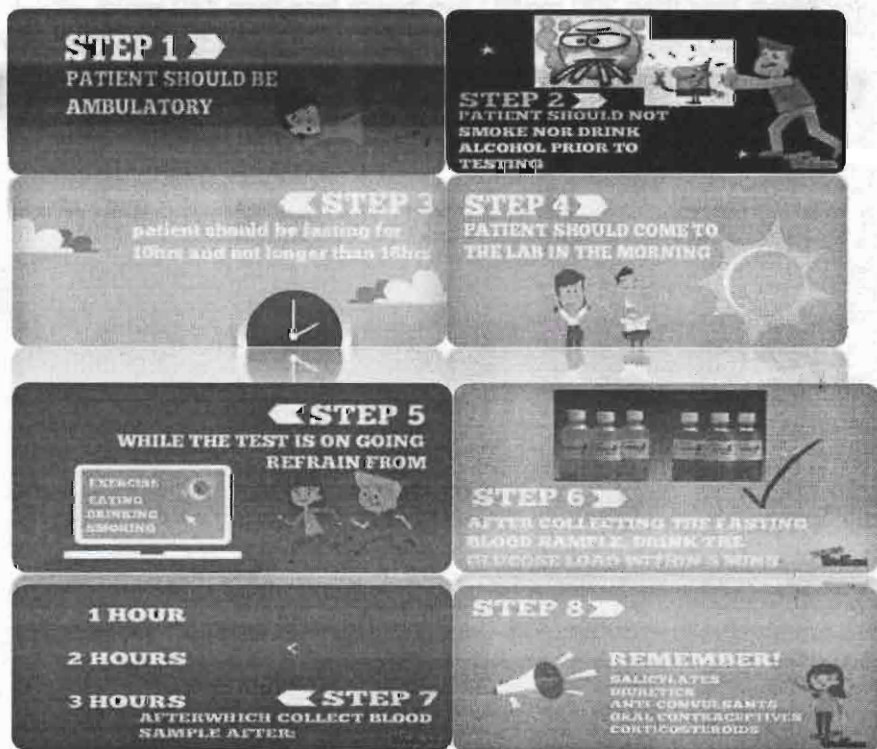 STEP 1
PATIENT SHOULD BE
AMBULATORY
STEP 2
PATIENT SHOULD NOT
SMOKE NOR DRINK
ALCOHOL PRIOR TO
TESTING
STEP 3
patient should be fasting for
10hrs and not longer than 16hrs
STEP 4
PATIENT SHOULD COME TO
THE LAB IN THE MORNING
STEP 5
WHILE THE TEST IS ON GOING
REFRAIN FROM
EXERCISE
EATING
DRINKING
SMOKING
STEP 6
AFTER COLLECTING THE FASTING
BLOOD SAMPLE, DRINK THE
GLUCOSE LOAD WITHIN 5 MINS
1 HOUR
2 HOURS
3 HOURS
STEP 7
AFTERWHICH COLLECT BLOOD
SAMPLE AFTER:
STEP 8
REMEMBER!
SALICYLATES
DIURETICS
ANTI-CONVULSANTS
ORAL CONTRACEPTIVES
CORTICOSTEROIDS